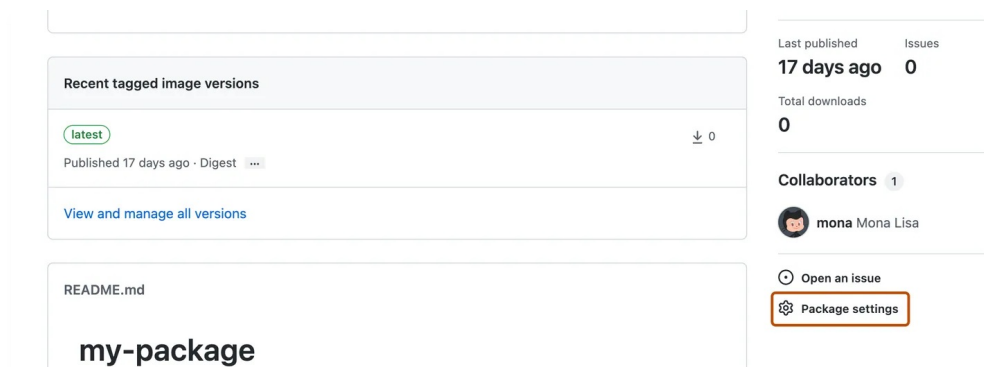 Recent tagged image versions
latest
0
Published 17 days ago · Digest ...
View and manage all versions
README.md
my-package
Last published Issues
17 days ago 0
Total downloads
0
Collaborators 1
mona Mona Lisa
Open an issue
Package settings